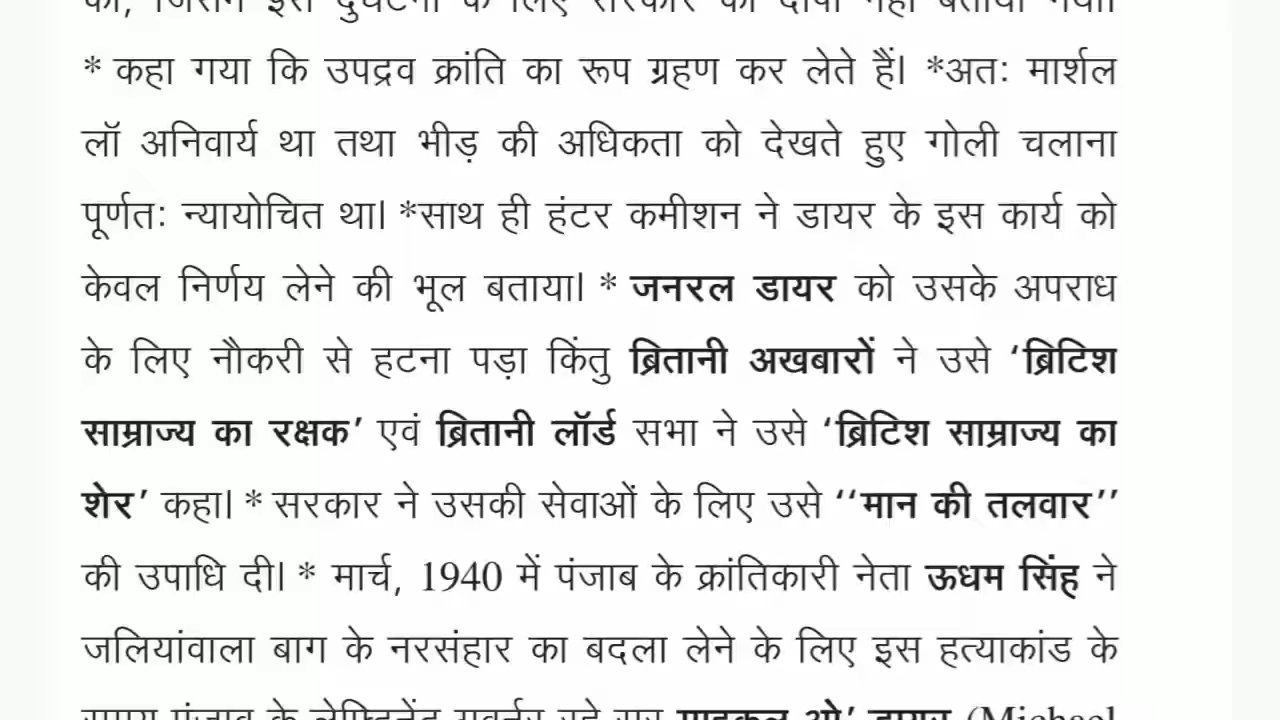 * कहा गया कि उपद्रव क्रांति का रूप ग्रहण कर लेते हैं। *अतः मार्शल
लॉ अनिवार्य था तथा भीड़ की अधिकता को देखते हुए गोली चलाना
पूर्णतः न्यायोचित था। *साथ ही हंटर कमीशन ने डायर के इस कार्य को
केवल निर्णय लेने की भूल बताया। * जनरल डायर को उसके अपराध
के लिए नौकरी से हटना पड़ा किंतु ब्रितानी अखबारों ने उसे ‘ब्रिटिश
साम्राज्य का रक्षक’ एवं ब्रितानी लॉर्ड सभा ने उसे ‘ब्रिटिश साम्राज्य का
शेर’ कहा। * सरकार ने उसकी सेवाओं के लिए उसे ‘‘मान की तलवार’’
की उपाधि दी। * मार्च, 1940 में पंजाब के क्रांतिकारी नेता ऊधम सिंह ने
जलियांवाला बाग के नरसंहार का बदला लेने के लिए इस हत्याकांड के